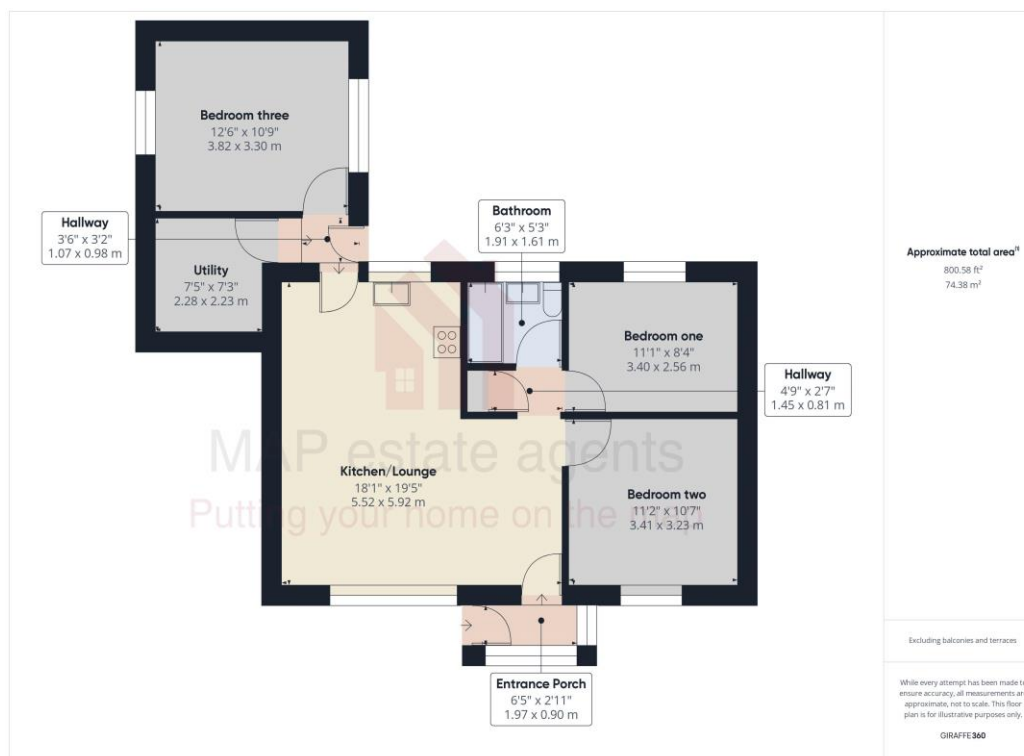 Bedroom three
12'6" x 10'9"
3.82 x 3.30 m
Hallway
3'6" x 3'2"
1.07 x 0.98 m
Utility
7'5" x 7'3"
2.28 x 2.23 m
Bathroom
6'3" x 5'3"
1.91 x 1.61 m
Bedroom one
11'1" x 8'4"
3.40 x 2.56 m
Hallway
4'9" x 2'7"
1.45 x 0.81 m
MAP estate agents
Putting your home on the map
Kitchen/Lounge
18'1" x 19'5"
5.52 x 5.92 m
Bedroom two
11'2" x 10'7"
3.41 x 3.23 m
Entrance Porch
6'5" x 2'11"
1.97 x 0.90 m
Approximate total area
800.58 ft²
74.38 m²
Excluding balconies and terraces
While every attempt has been made to
ensure accuracy, all measurements are
approximate, not to scale. This floor
plan is for illustrative purposes only.
GIRAFFE360